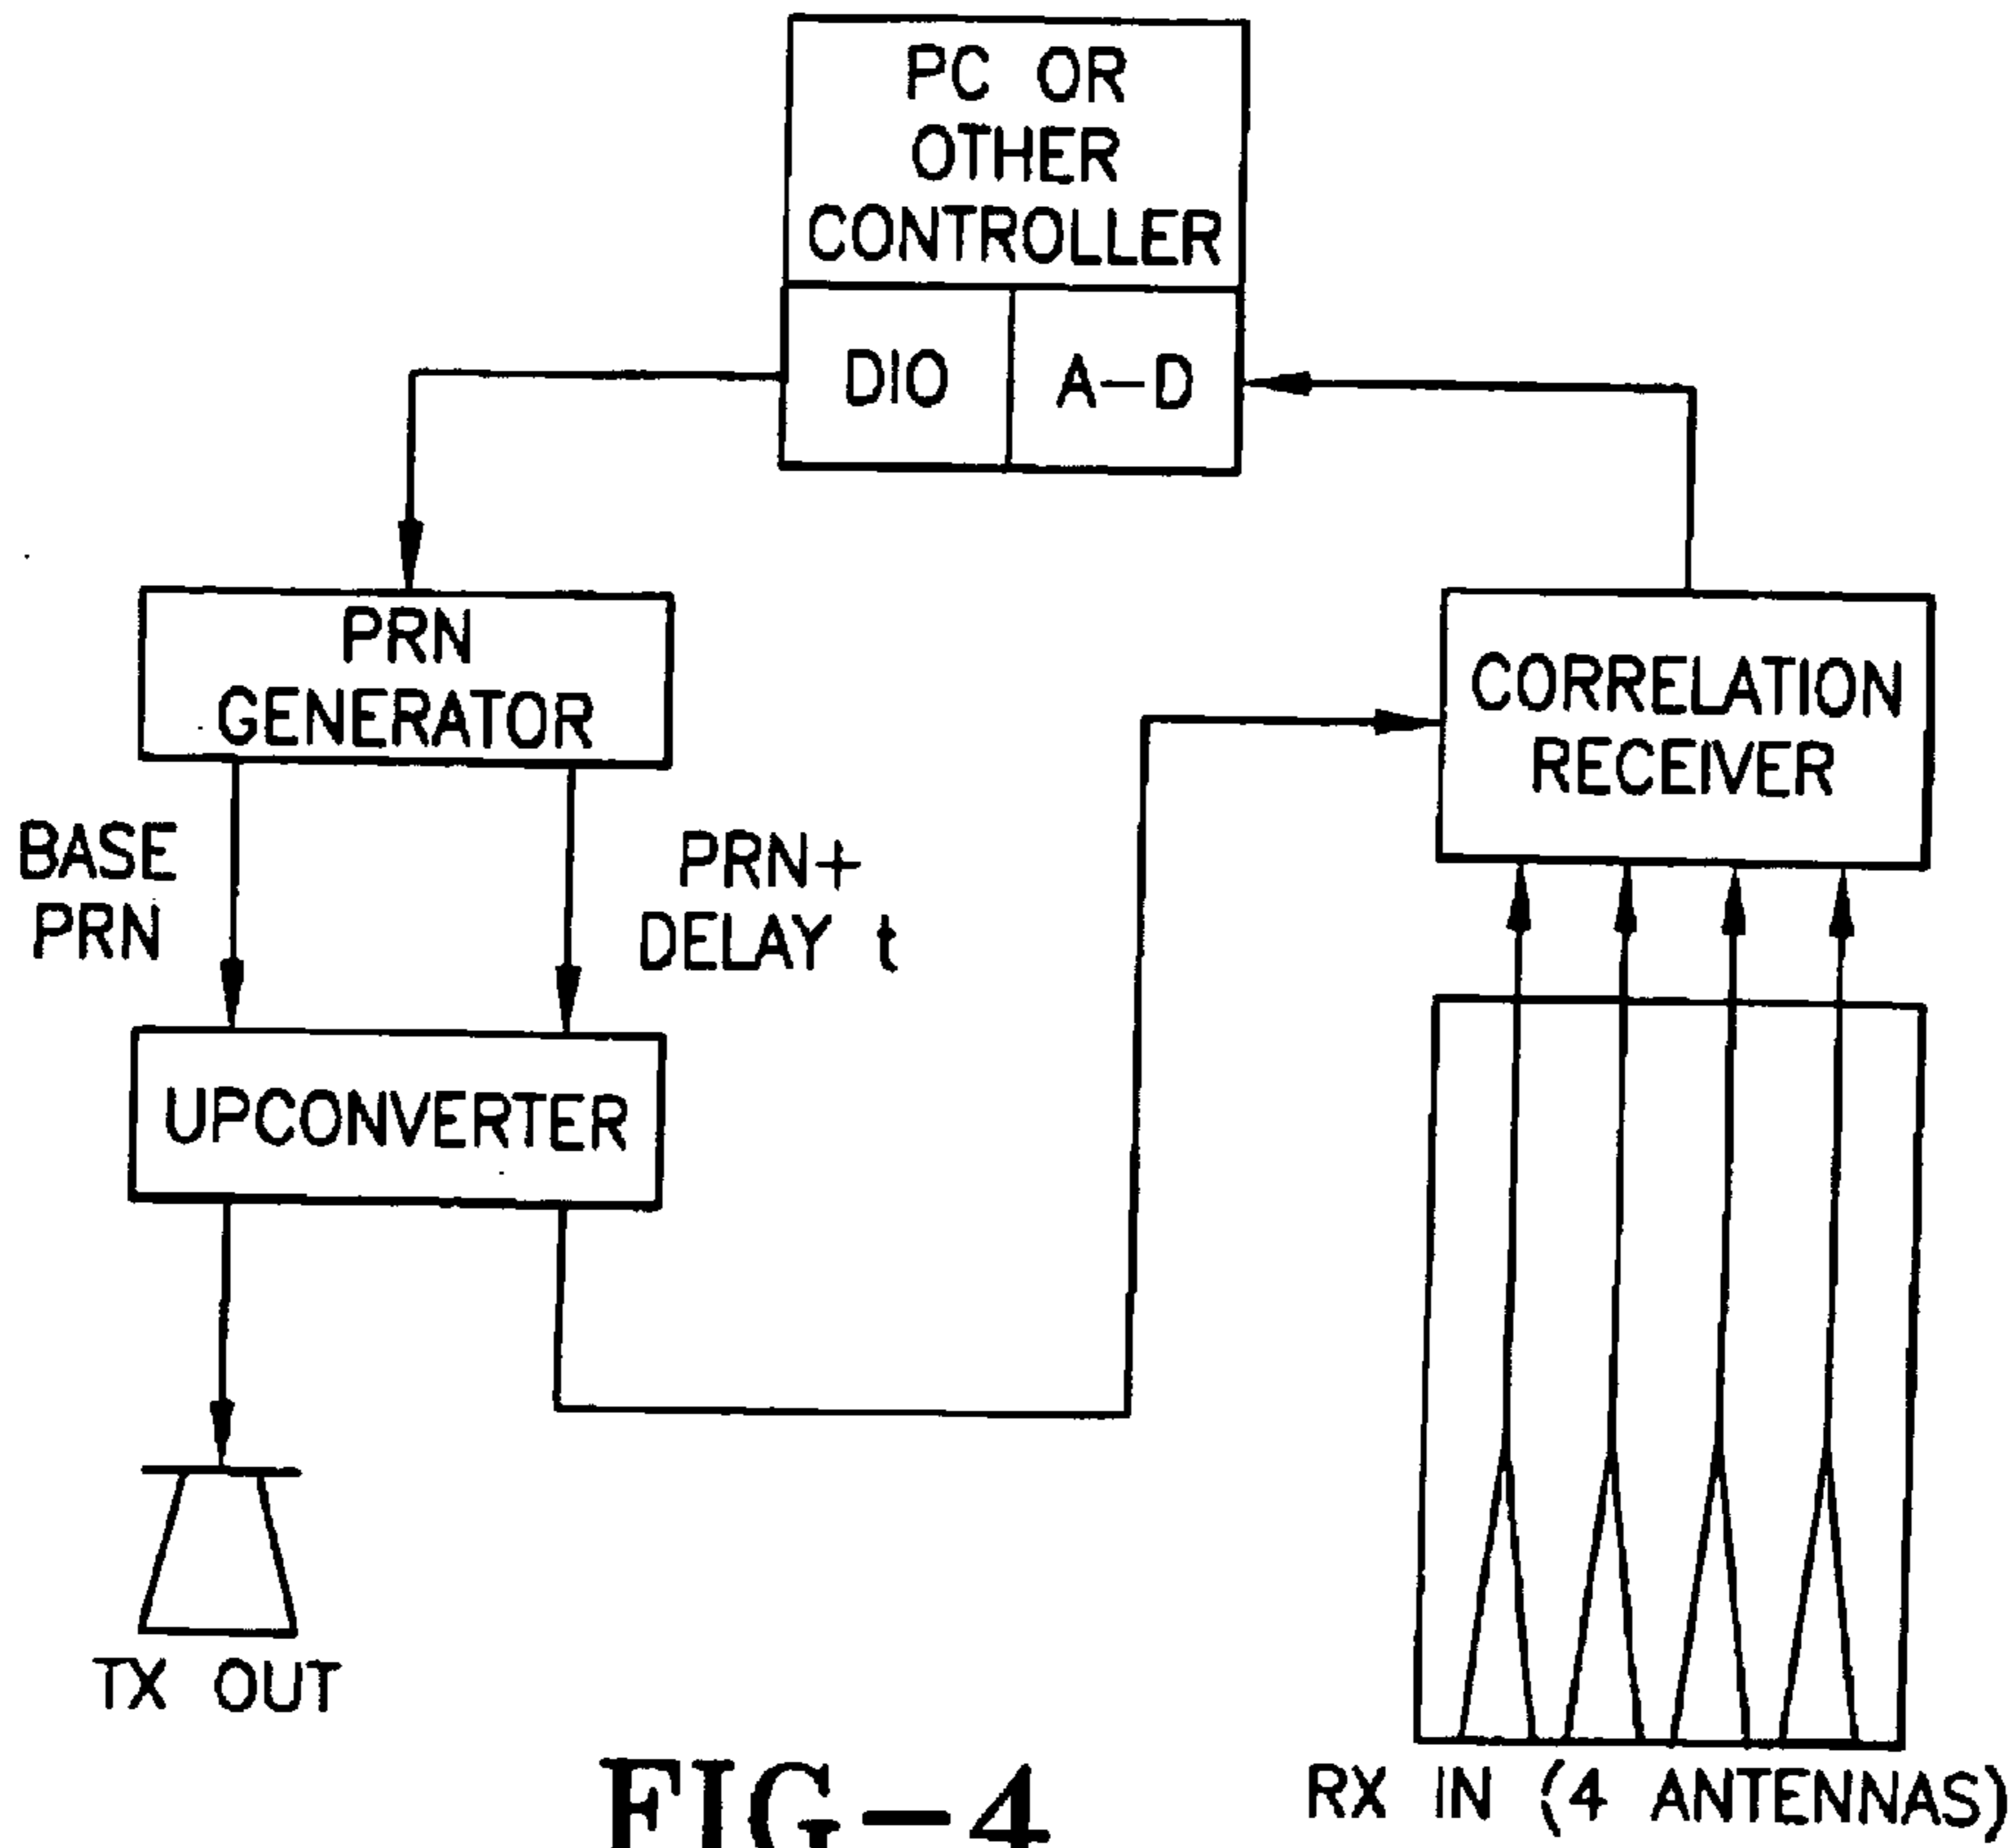 PC OR
OTHER
CONTROLLER
DIO
A-D
PRN
GENERATOR
CORRELATION
RECEIVER
BASE
PRN
PRN+
DELAY t
UPCONVERTER
TX OUT
RX IN (4 ANTENNAS)
FIG-4